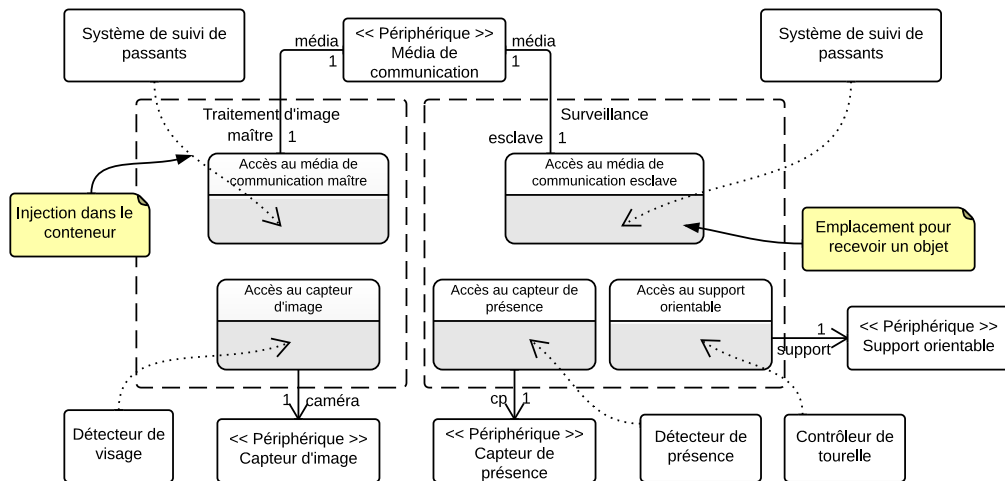 Système de suivi de
passants
<< Périphérique >>
Média de
communication
média
1
média
1
Système de suivi de
passants
Traitement d'image
maître
1
Surveillance
esclave
1
Accès au média de
communication maître
Accès au média de
communication esclave
Injection dans le
conteneur
Emplacement pour
recevoir un objet
Accès au capteur
d'image
Accès au capteur de
présence
Accès au support
orientable
1
support
<< Périphérique >>
Support orientable
1
caméra
cp
1
Détecteur de
visage
<< Périphérique >>
Capteur d'image
<< Périphérique >>
Capteur de
présence
Détecteur de
présence
Contrôleur de
tourelle